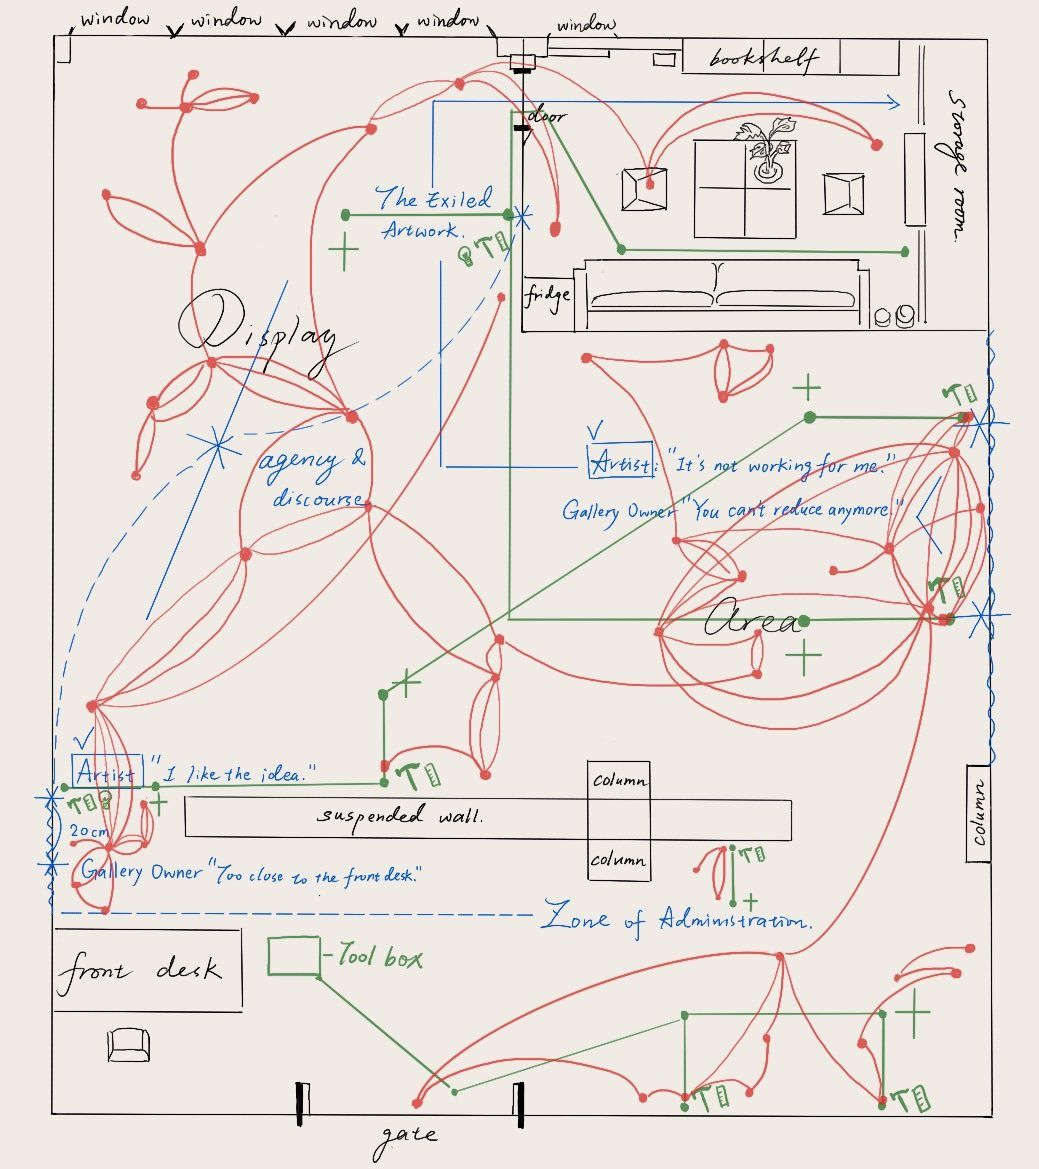 window window window window window
bookshelf
door
Storage room.
The Exiled
Artwork.
fridge
Display
Artist: "It's not working for me."
agency &
discourse
Gallery Owner "You can't reduce anymore."
Area
Artist "I like the idea."
column
suspended wall.
column
20cm
column
Gallery Owner "Too close to the front desk."
Zone of Administration.
front desk
Tool box
gate